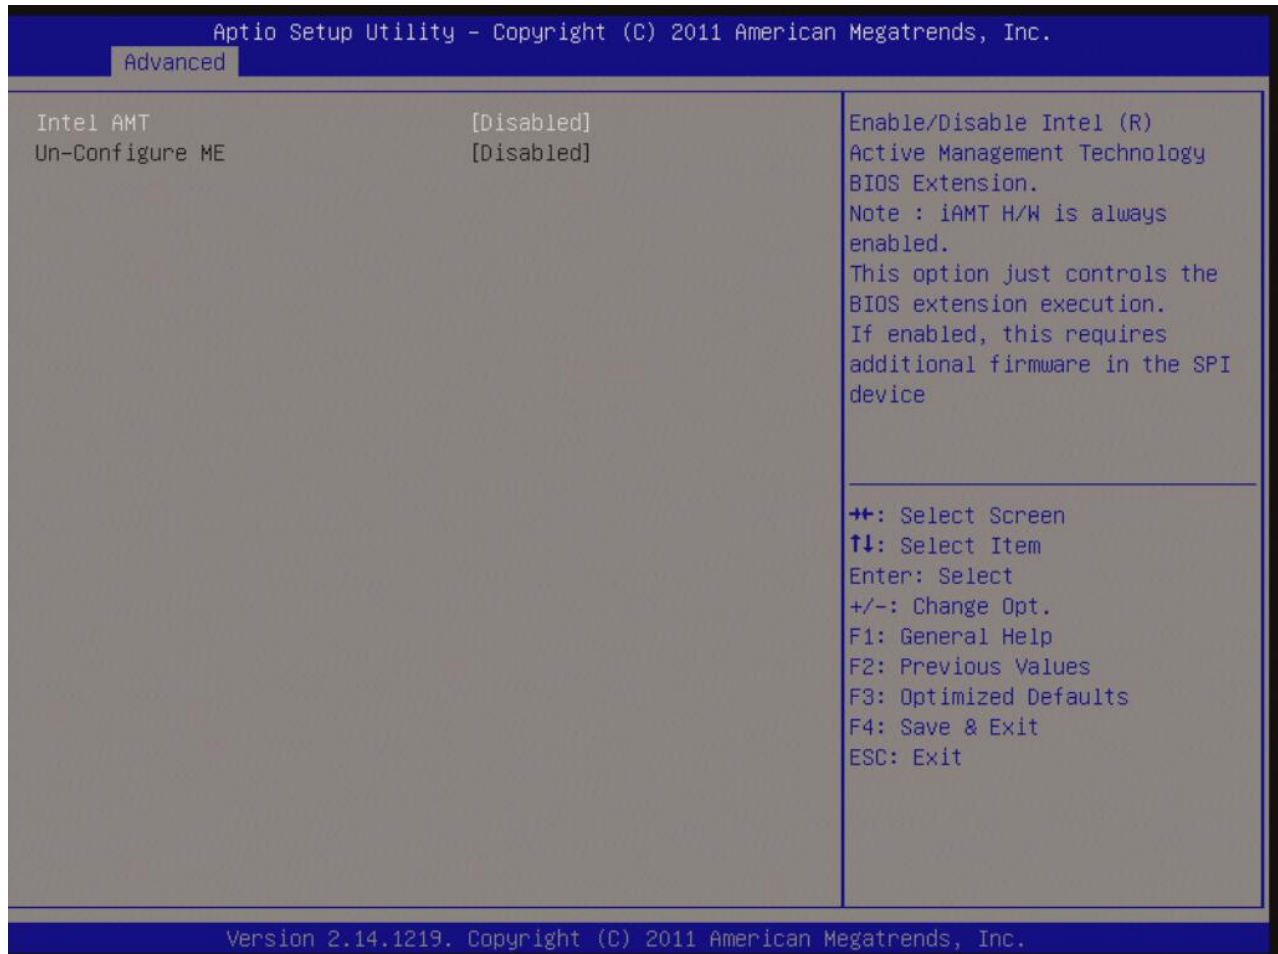 Aptio Setup Utility – Copyright (C) 2011 American Megatrends, Inc.
Advanced
Intel AMT [Disabled]
Un-Configure ME [Disabled]
Enable/Disable Intel (R)
Active Management Technology
BIOS Extension.
Note : iAMT H/W is always
enabled.
This option just controls the
BIOS extension execution.
If enabled, this requires
additional firmware in the SPI
device
→←: Select Screen
↑↓: Select Item
Enter: Select
+/-: Change Opt.
F1: General Help
F2: Previous Values
F3: Optimized Defaults
F4: Save & Exit
ESC: Exit
Version 2.14.1219. Copyright (C) 2011 American Megatrends, Inc.